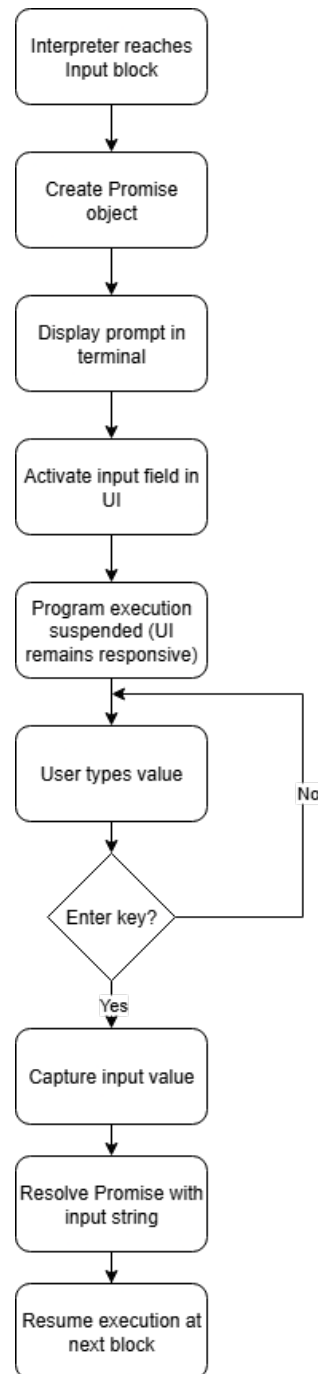 Interpreter reaches
Input block
Create Promise
object
Display prompt in
terminal
Activate input field in
UI
Program execution
suspended (UI
remains responsive)
User types value
No
Enter key?
Yes
Capture input value
Resolve Promise with
input string
Resume execution at
next block